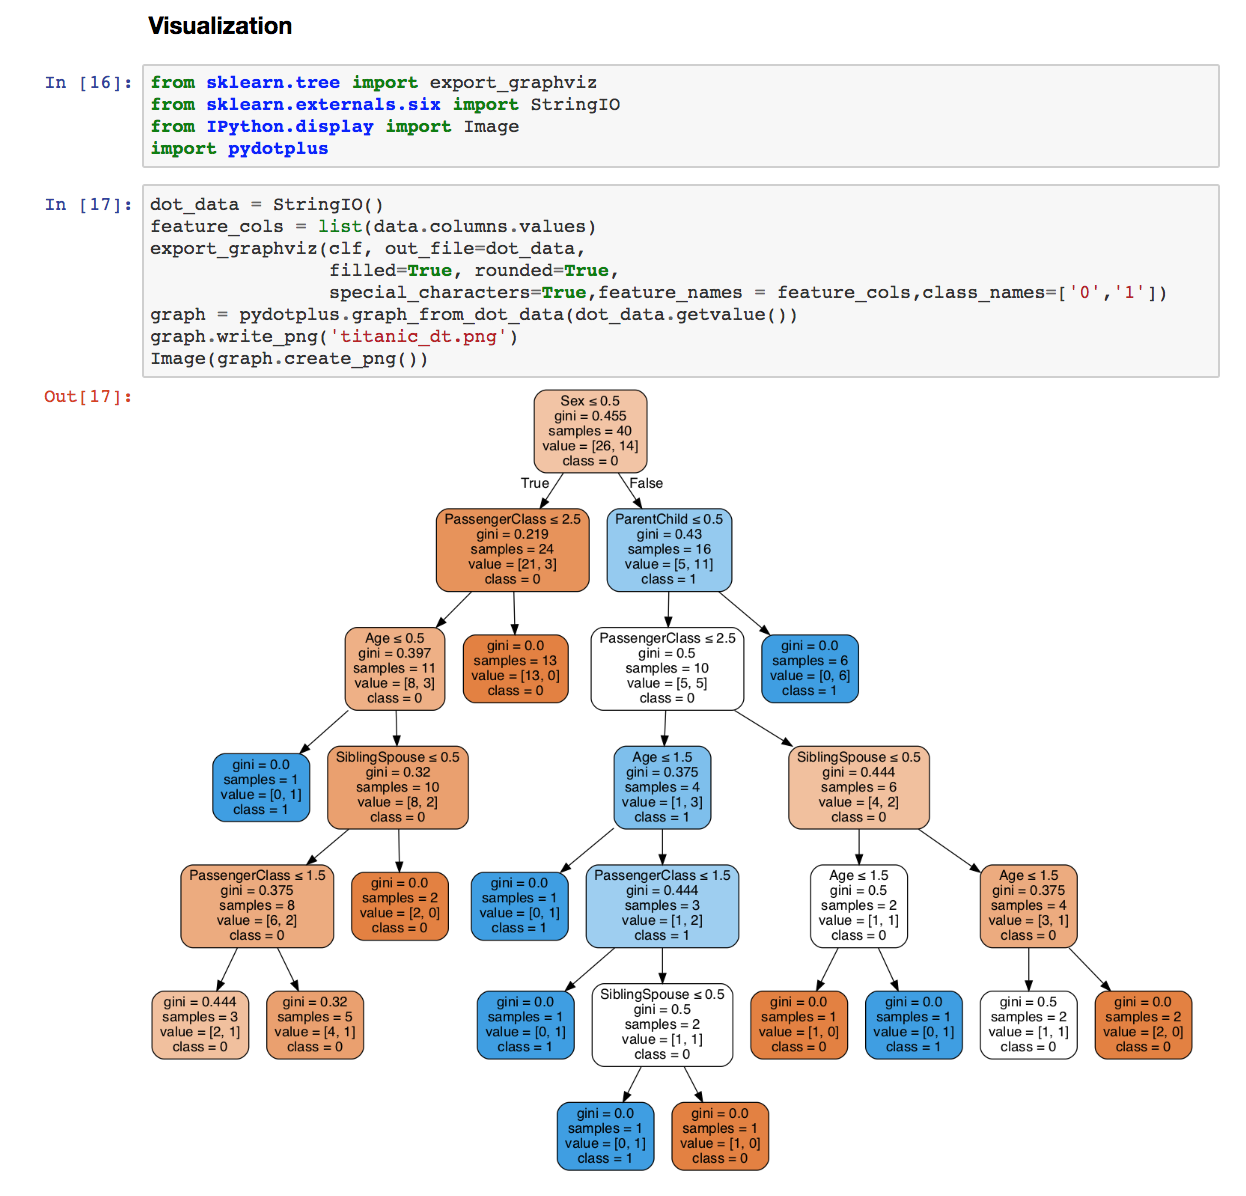 Visualization
In [16]:
from sklearn.tree import export_graphviz
from sklearn.externals.six import StringIO
from IPython.display import Image
import pydotplus
In [17]:
dot_data = StringIO()
feature_cols = list(data.columns.values)
export_graphviz(clf, out_file=dot_data,
filled=True, rounded=True,
special_characters=True,feature_names = feature_cols,class_names=['0','1'])
graph = pydotplus.graph_from_dot_data(dot_data.getvalue())
graph.write_png('titanic_dt.png')
Image(graph.create_png())
Out[17]:
Sex ≤ 0.5
gini = 0.455
samples = 40
value = [26, 14]
class = 0
True
False
PassengerClass ≤ 2.5
gini = 0.219
samples = 24
value = [21, 3]
class = 0
ParentChild ≤ 0.5
gini = 0.43
samples = 16
value = [5, 11]
class = 1
Age ≤ 0.5
gini = 0.397
samples = 11
value = [8, 3]
class = 0
gini = 0.0
samples = 13
value = [13, 0]
class = 0
PassengerClass ≤ 2.5
gini = 0.5
samples = 10
value = [5, 5]
class = 0
gini = 0.0
samples = 6
value = [0, 6]
class = 1
gini = 0.0
samples = 1
value = [0, 1]
class = 1
SiblingSpouse ≤ 0.5
gini = 0.32
samples = 10
value = [8, 2]
class = 0
Age ≤ 1.5
gini = 0.375
samples = 4
value = [1, 3]
class = 1
SiblingSpouse ≤ 0.5
gini = 0.444
samples = 6
value = [4, 2]
class = 0
PassengerClass ≤ 1.5
gini = 0.375
samples = 8
value = [6, 2]
class = 0
gini = 0.0
samples = 2
value = [2, 0]
class = 0
gini = 0.0
samples = 1
value = [0, 1]
class = 1
PassengerClass ≤ 1.5
gini = 0.444
samples = 3
value = [1, 2]
class = 1
Age ≤ 1.5
gini = 0.5
samples = 2
value = [1, 1]
class = 0
Age ≤ 1.5
gini = 0.375
samples = 4
value = [3, 1]
class = 0
gini = 0.444
samples = 3
value = [2, 1]
class = 0
gini = 0.32
samples = 5
value = [4, 1]
class = 0
gini = 0.0
samples = 1
value = [0, 1]
class = 1
SiblingSpouse ≤ 0.5
gini = 0.5
samples = 2
value = [1, 1]
class = 0
gini = 0.0
samples = 1
value = [1, 0]
class = 0
gini = 0.0
samples = 1
value = [0, 1]
class = 1
gini = 0.5
samples = 2
value = [1, 1]
class = 0
gini = 0.0
samples = 2
value = [2, 0]
class = 0
gini = 0.0
samples = 1
value = [0, 1]
class = 1
gini = 0.0
samples = 1
value = [1, 0]
class = 0